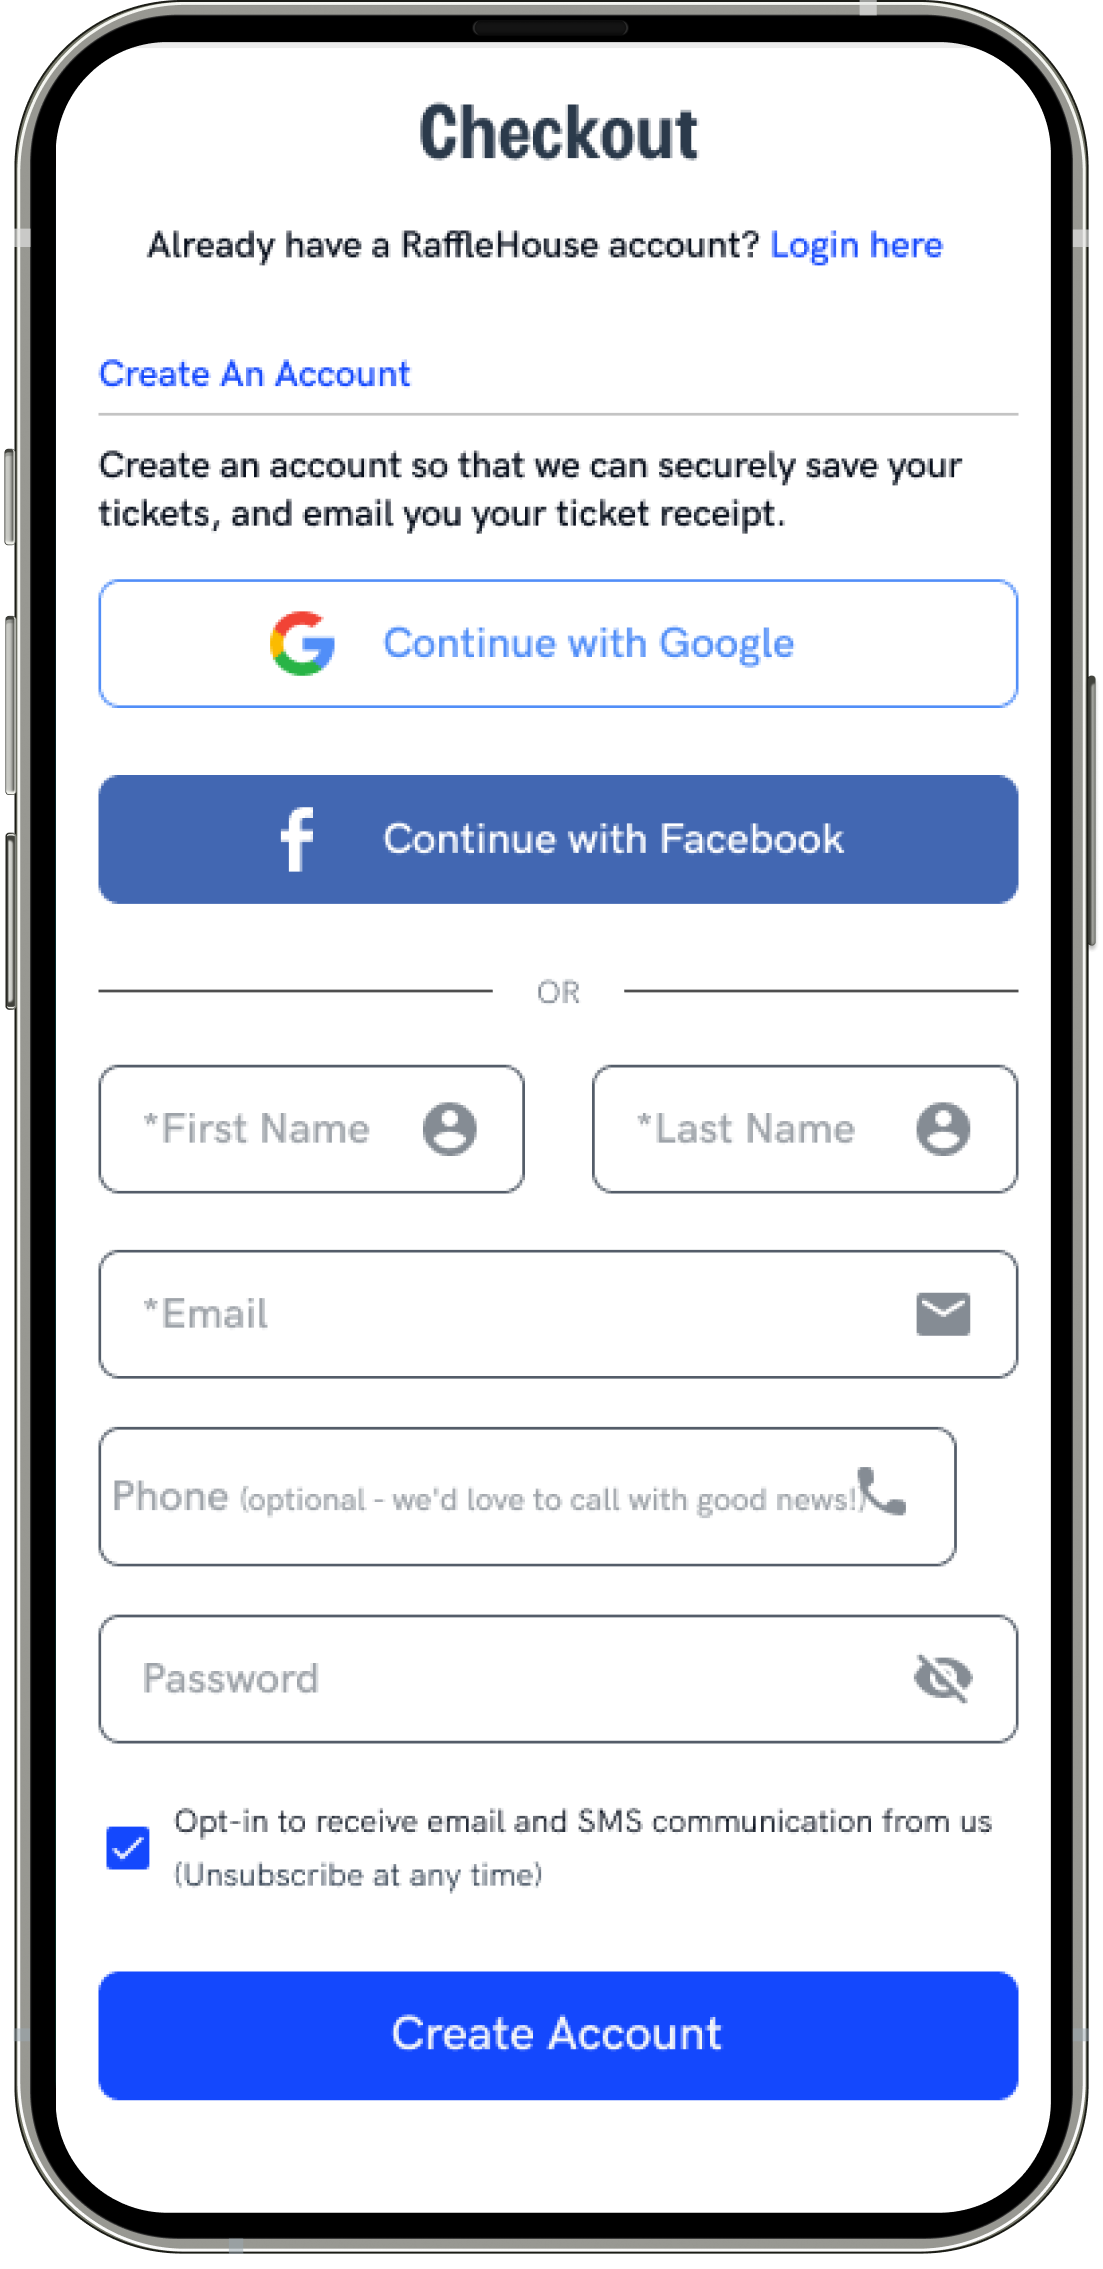 Checkout
Already have a RaffleHouse account? Login here
Create An Account
Create an account so that we can securely save your
tickets, and email you your ticket receipt.
Continue with Google
Continue with Facebook
OR
*First Name
*Last Name
*Email
Phone (optional - we'd love to call with good news!)
Password
Opt-in to receive email and SMS communication from us
(Unsubscribe at any time)
Create Account